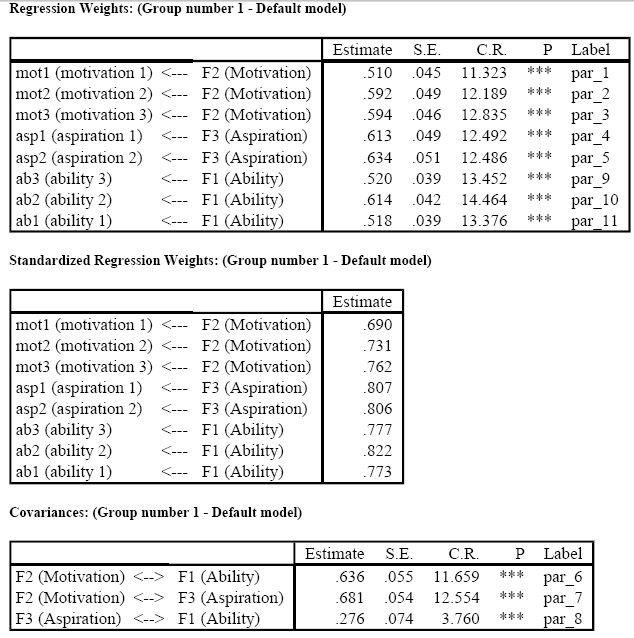 Regression Weights: (Group number 1 - Default model)
Estimate S.E. C.R. P Label
mot1 (motivation 1) <--- F2 (Motivation) .510 .045 11.323 *** par_1
mot2 (motivation 2) <--- F2 (Motivation) .592 .049 12.189 *** par_2
mot3 (motivation 3) <--- F2 (Motivation) .594 .046 12.835 *** par_3
asp1 (aspiration 1) <--- F3 (Aspiration) .613 .049 12.492 *** par_4
asp2 (aspiration 2) <--- F3 (Aspiration) .634 .051 12.486 *** par_5
ab3 (ability 3) <--- F1 (Ability) .520 .039 13.452 *** par_9
ab2 (ability 2) <--- F1 (Ability) .614 .042 14.464 *** par_10
ab1 (ability 1) <--- F1 (Ability) .518 .039 13.376 *** par_11
Standardized Regression Weights: (Group number 1 - Default model)
Estimate
mot1 (motivation 1) <--- F2 (Motivation) .690
mot2 (motivation 2) <--- F2 (Motivation) .731
mot3 (motivation 3) <--- F2 (Motivation) .762
asp1 (aspiration 1) <--- F3 (Aspiration) .807
asp2 (aspiration 2) <--- F3 (Aspiration) .806
ab3 (ability 3) <--- F1 (Ability) .777
ab2 (ability 2) <--- F1 (Ability) .822
ab1 (ability 1) <--- F1 (Ability) .773
Covariances: (Group number 1 - Default model)
Estimate S.E. C.R. P Label
F2 (Motivation) <--> F1 (Ability) .636 .055 11.659 *** par_6
F2 (Motivation) <--> F3 (Aspiration) .681 .054 12.554 *** par_7
F3 (Aspiration) <--> F1 (Ability) .276 .074 3.760 *** par_8